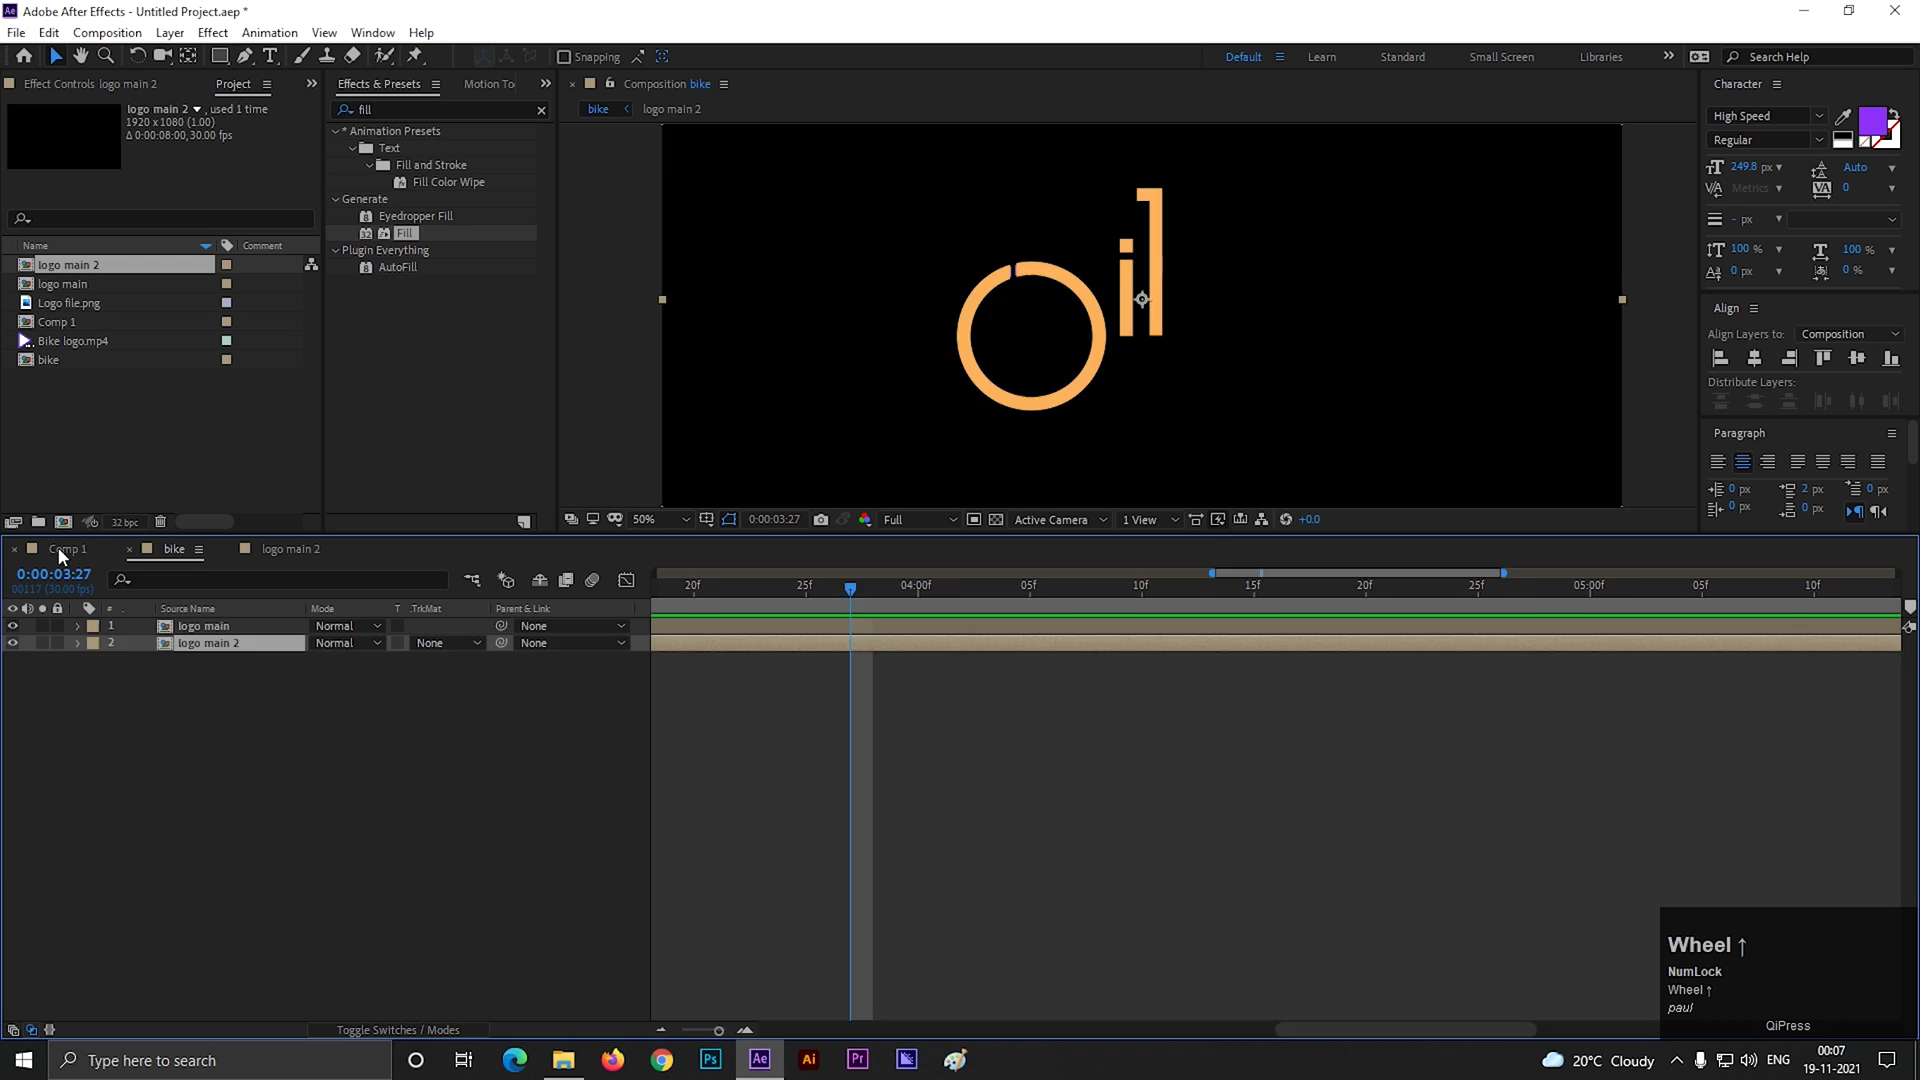 Adobe After Effects - Untitled Project.aep *
File Edit Composition Layer Effect Animation View Window Help
Snapping Default Learn Standard Small Screen Libraries Search Help
Effect Controls logo main 2 Project
logo main 2, used 1 time
1920 x 1080 (1.00)
Δ 0:00:08:00, 30.00 fps
Name Comment
logo main 2
logo main
Logo file.png
Comp 1
Bike logo.mp4
bike
32 bpc
Effects & Presets Motion To
fill
* Animation Presets
Text
Fill and Stroke
Fill Color Wipe
Generate
Eyedropper Fill
Fill
Plugin Everything
AutoFill
Composition bike
bike logo main 2
50% 0:00:03:27 Full Active Camera 1 View +0.0
Character
High Speed
Regular
249.8 px Auto
Metrics 0
- px
100 % 100 %
0 px 0 %
Align
Align Layers to: Composition
Distribute Layers:
Paragraph
0 px 2 px 0 px
0 px 0 px
Comp 1 bike logo main 2
0:00:03:27
00117 (30.00 fps)
20f 25f 04:00f 05f 10f 15f 20f 25f 05:00f 05f 10f
# Source Name Mode T .TrkMat Parent & Link
1 logo main Normal None
2 logo main 2 Normal None None
Toggle Switches / Modes
Wheel ↑
NumLock
Wheel ↑
paul
QiPress
Type here to search
Ps Ae Ai Pr
20°C Cloudy ENG
00:07
19-11-2021